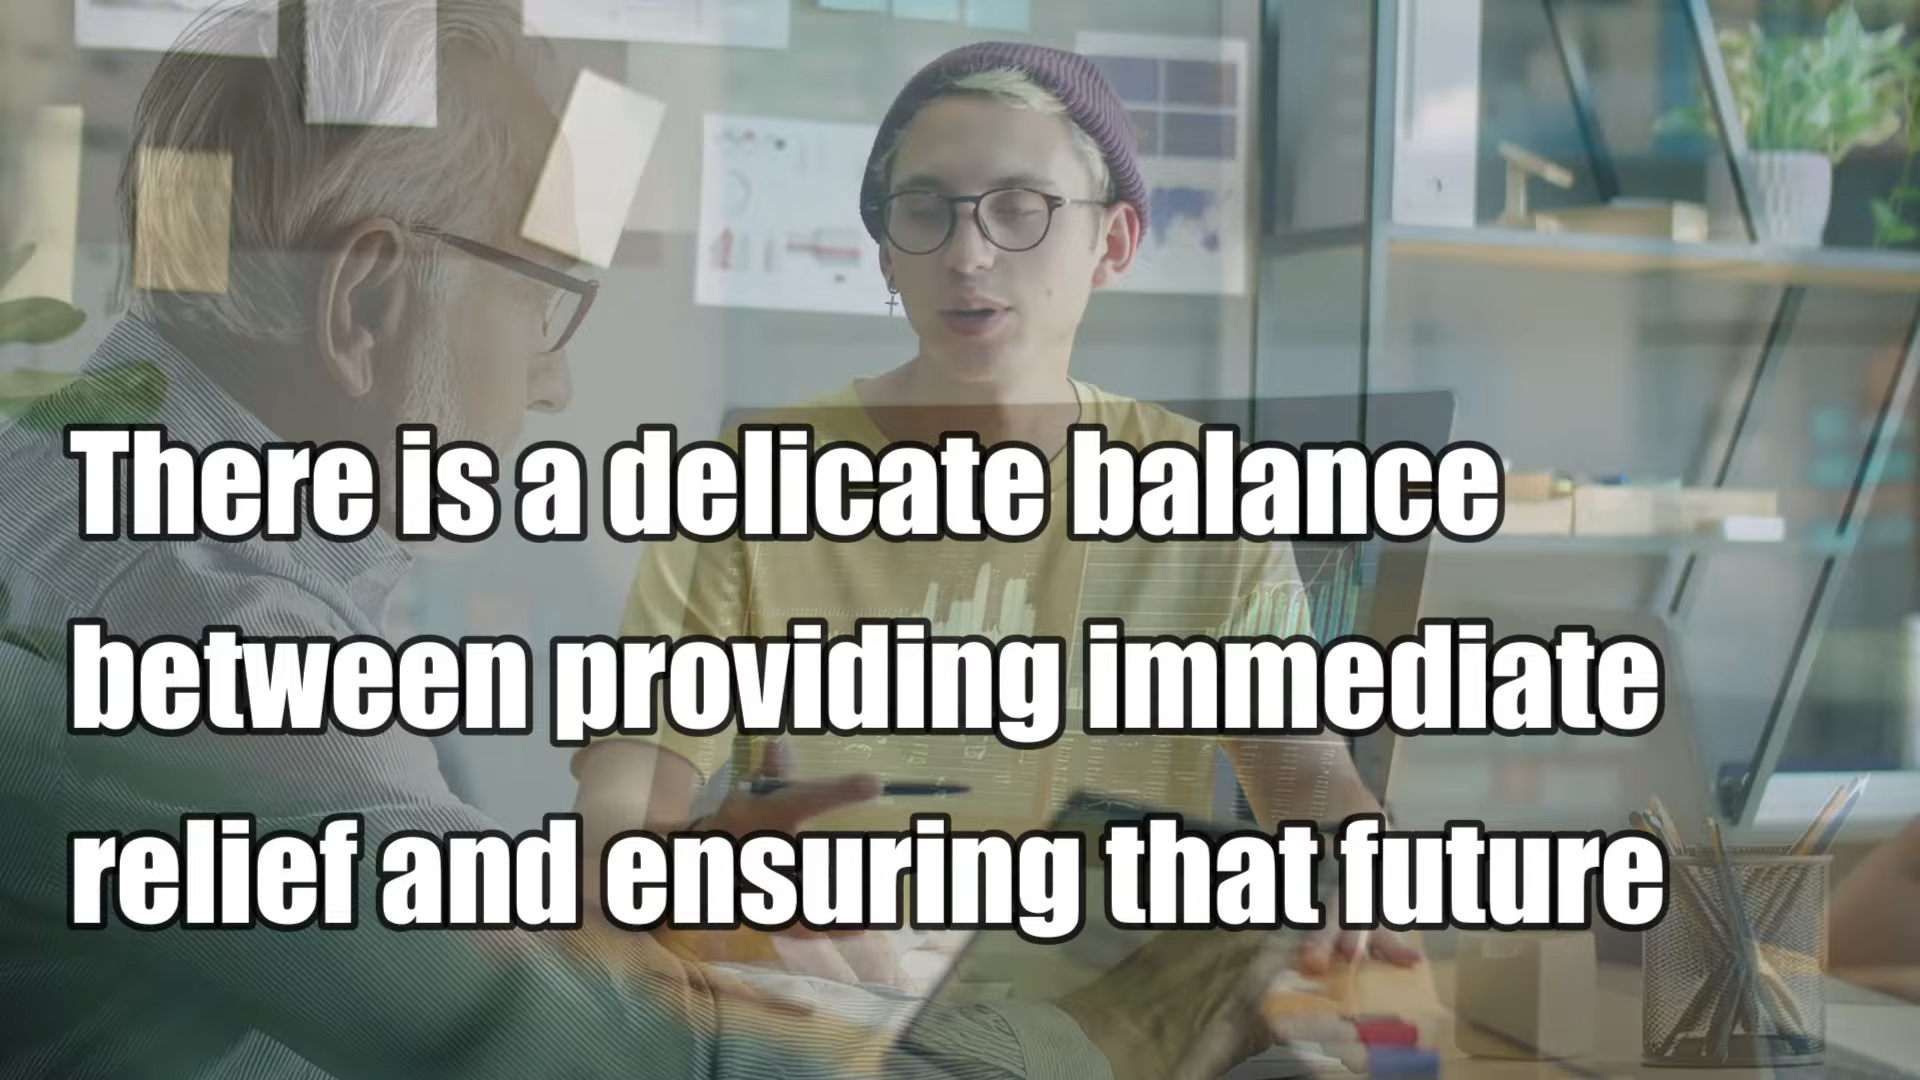 There is a delicate balance
between providing immediate
relief and ensuring that future